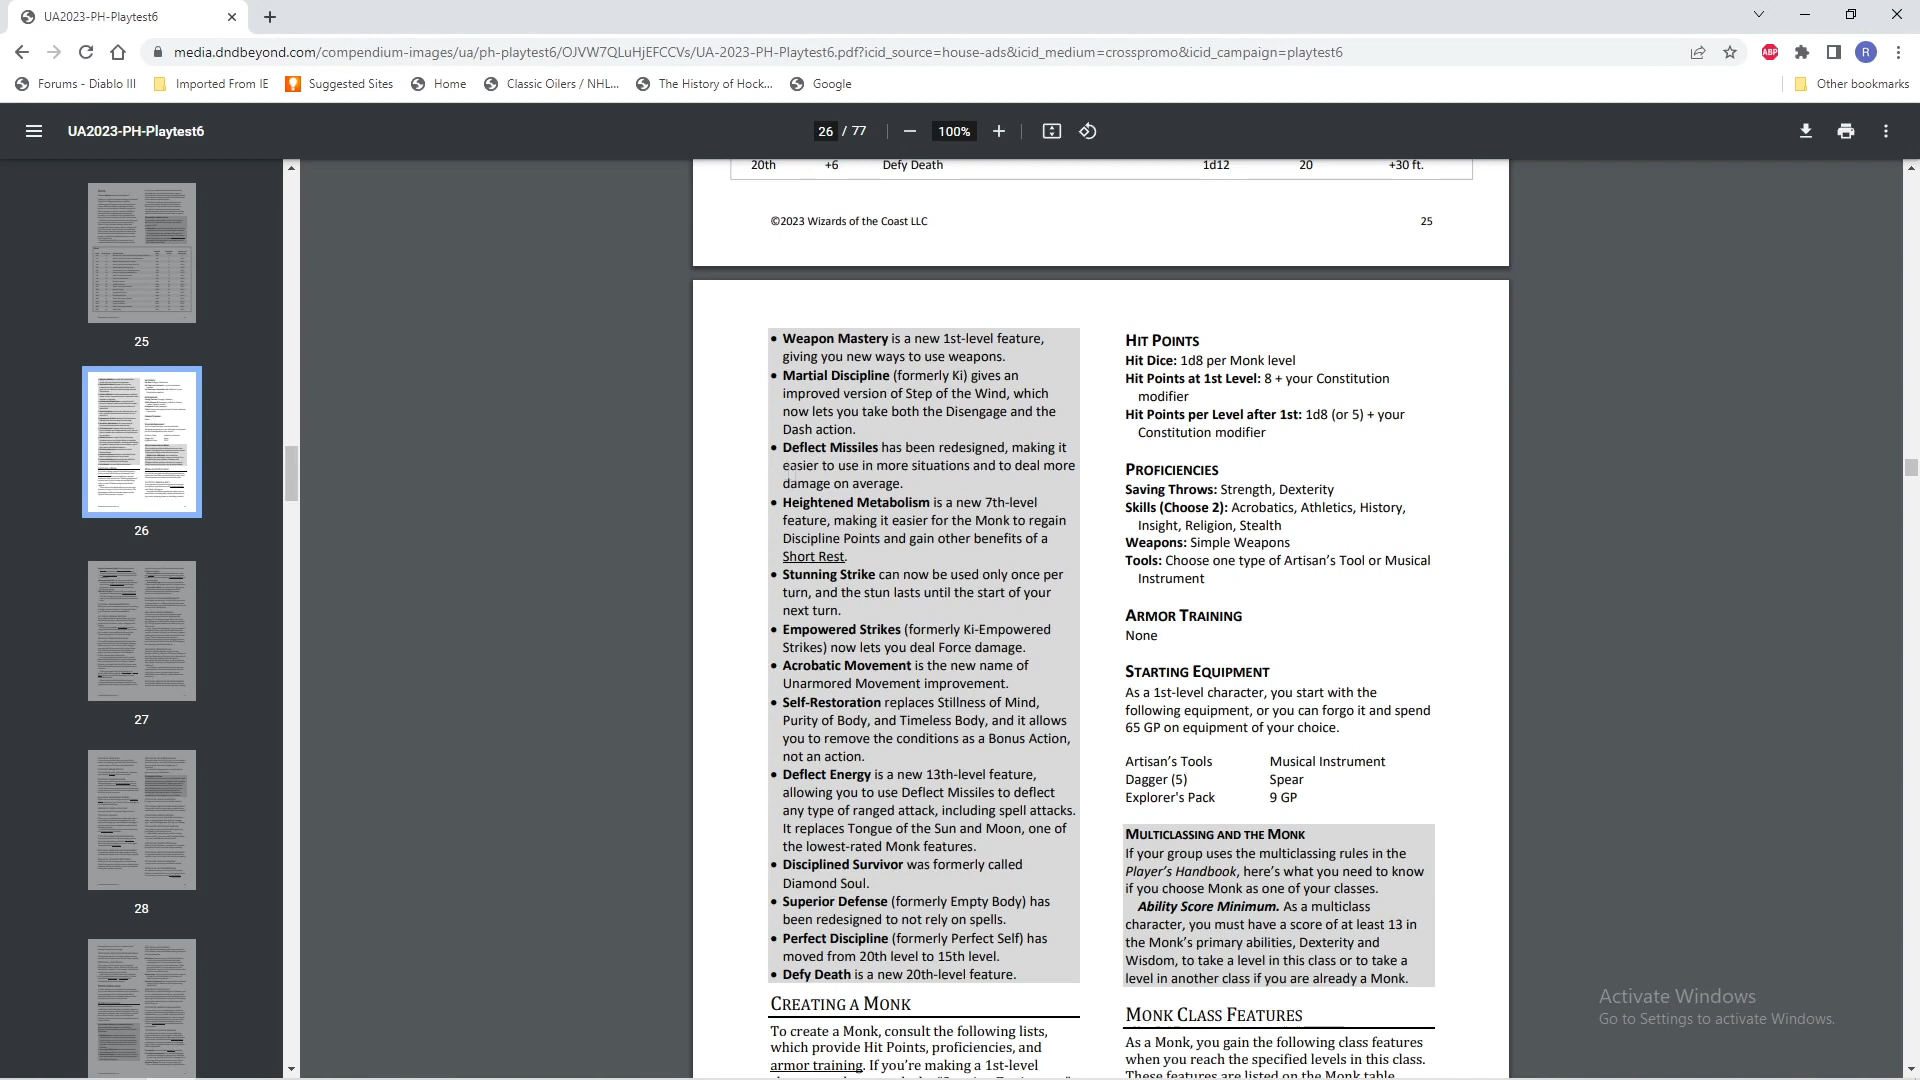 UA2023-PH-Playtest6
media.dndbeyond.com/compendium-images/ua/ph-playtest6/OJVW7QLuHjEFCCVs/UA-2023-PH-Playtest6.pdf?icid_source=house-ads&icid_medium=crosspromo&icid_campaign=playtest6
ABP
R
Forums - Diablo III
Imported From IE
Suggested Sites
Home
Classic Oilers / NHL...
The History of Hock...
Google
Other bookmarks
UA2023-PH-Playtest6
26 / 77
100%
25
26
27
28
20th +6 Defy Death 1d12 20 +30 ft.
©2023 Wizards of the Coast LLC 25
• Weapon Mastery is a new 1st-level feature,
giving you new ways to use weapons.
• Martial Discipline (formerly Ki) gives an
improved version of Step of the Wind, which
now lets you take both the Disengage and the
Dash action.
• Deflect Missiles has been redesigned, making it
easier to use in more situations and to deal more
damage on average.
• Heightened Metabolism is a new 7th-level
feature, making it easier for the Monk to regain
Discipline Points and gain other benefits of a
Short Rest.
• Stunning Strike can now be used only once per
turn, and the stun lasts until the start of your
next turn.
• Empowered Strikes (formerly Ki-Empowered
Strikes) now lets you deal Force damage.
• Acrobatic Movement is the new name of
Unarmored Movement improvement.
• Self-Restoration replaces Stillness of Mind,
Purity of Body, and Timeless Body, and it allows
you to remove the conditions as a Bonus Action,
not an action.
• Deflect Energy is a new 13th-level feature,
allowing you to use Deflect Missiles to deflect
any type of ranged attack, including spell attacks.
It replaces Tongue of the Sun and Moon, one of
the lowest-rated Monk features.
• Disciplined Survivor was formerly called
Diamond Soul.
• Superior Defense (formerly Empty Body) has
been redesigned to not rely on spells.
• Perfect Discipline (formerly Perfect Self) has
moved from 20th level to 15th level.
• Defy Death is a new 20th-level feature.
CREATING A MONK
To create a Monk, consult the following lists,
which provide Hit Points, proficiencies, and
armor training. If you're making a 1st-level
HIT POINTS
Hit Dice: 1d8 per Monk level
Hit Points at 1st Level: 8 + your Constitution
modifier
Hit Points per Level after 1st: 1d8 (or 5) + your
Constitution modifier
PROFICIENCIES
Saving Throws: Strength, Dexterity
Skills (Choose 2): Acrobatics, Athletics, History,
Insight, Religion, Stealth
Weapons: Simple Weapons
Tools: Choose one type of Artisan's Tool or Musical
Instrument
ARMOR TRAINING
None
STARTING EQUIPMENT
As a 1st-level character, you start with the
following equipment, or you can forgo it and spend
65 GP on equipment of your choice.
Artisan's Tools Musical Instrument
Dagger (5) Spear
Explorer's Pack 9 GP
MULTICLASSING AND THE MONK
If your group uses the multiclassing rules in the
Player's Handbook, here's what you need to know
if you choose Monk as one of your classes.
Ability Score Minimum. As a multiclass
character, you must have a score of at least 13 in
the Monk's primary abilities, Dexterity and
Wisdom, to take a level in this class or to take a
level in another class if you are already a Monk.
MONK CLASS FEATURES
As a Monk, you gain the following class features
when you reach the specified levels in this class.
These features are listed on the Monk table.
Activate Windows
Go to Settings to activate Windows.